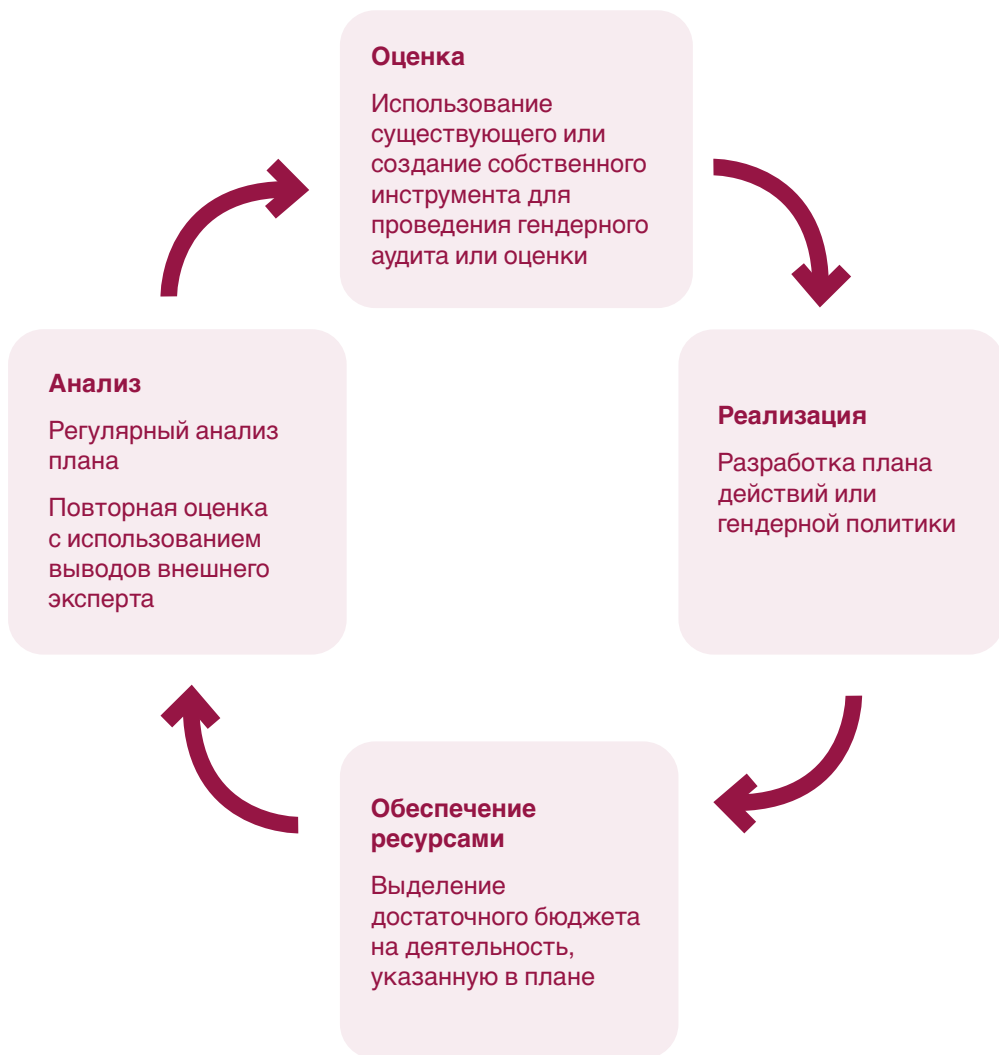 Оценка
Использование
существующего или
создание собственного
инструмента для
проведения гендерного
аудита или оценки
Анализ
Регулярный анализ
плана
Повторная оценка
с использованием
выводов внешнего
эксперта
Реализация
Разработка плана
действий или
гендерной политики
Обеспечение
ресурсами
Выделение
достаточного бюджета
на деятельность,
указанную в плане